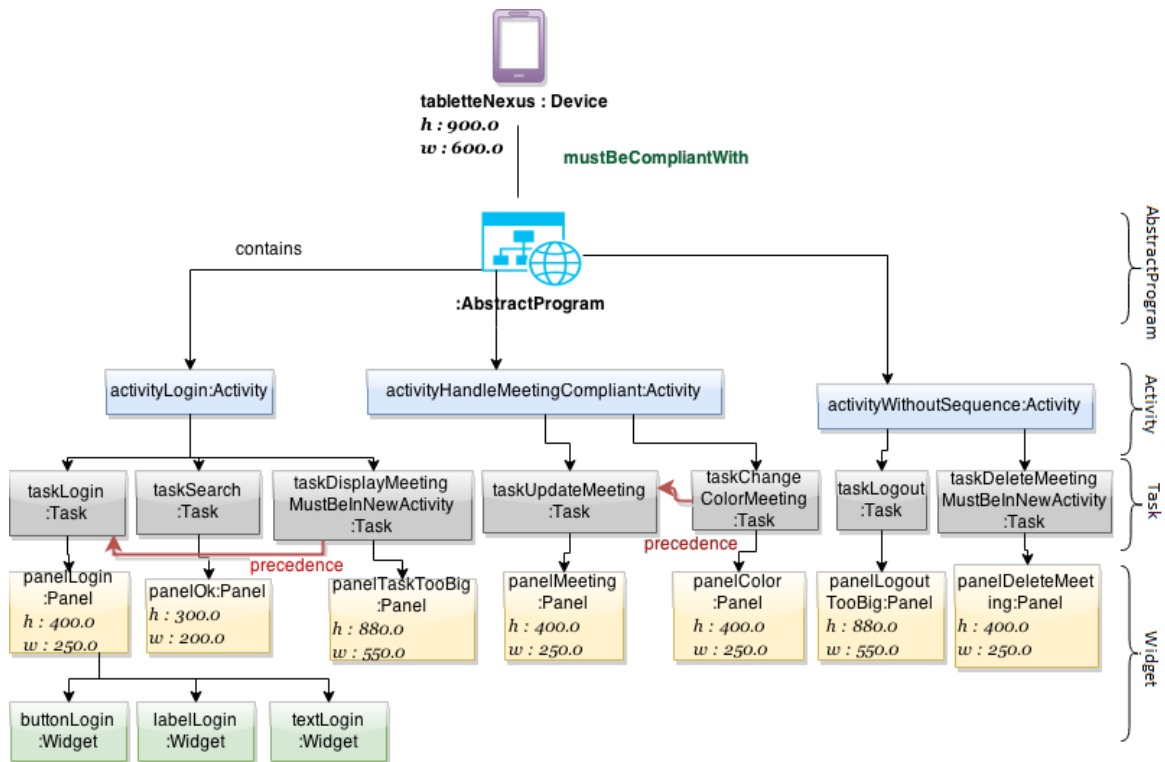 tabletteNexus : Device
h : 900.0
w : 600.0
mustBeCompliantWith
contains
:AbstractProgram
AbstractProgram
activityLogin:Activity
activityHandleMeetingCompliant:Activity
activityWithoutSequence:Activity
Activity
taskLogin
:Task
taskSearch
:Task
taskDisplayMeeting
MustBeInNewActivity
:Task
taskUpdateMeeting
:Task
taskChange
ColorMeeting
:Task
taskLogout
:Task
taskDeleteMeeting
MustBeInNewActivity
:Task
Task
precedence
precedence
panelLogin
:Panel
h : 400.0
w : 250.0
panelOk:Panel
h : 300.0
w : 200.0
panelTaskTooBig
:Panel
h : 880.0
w : 550.0
panelMeeting
:Panel
h : 400.0
w : 250.0
panelColor
:Panel
h : 400.0
w : 250.0
panelLogout
TooBig:Panel
h : 880.0
w : 550.0
panelDeleteMeet
ing:Panel
h : 400.0
w : 250.0
Widget
buttonLogin
:Widget
labelLogin
:Widget
textLogin
:Widget